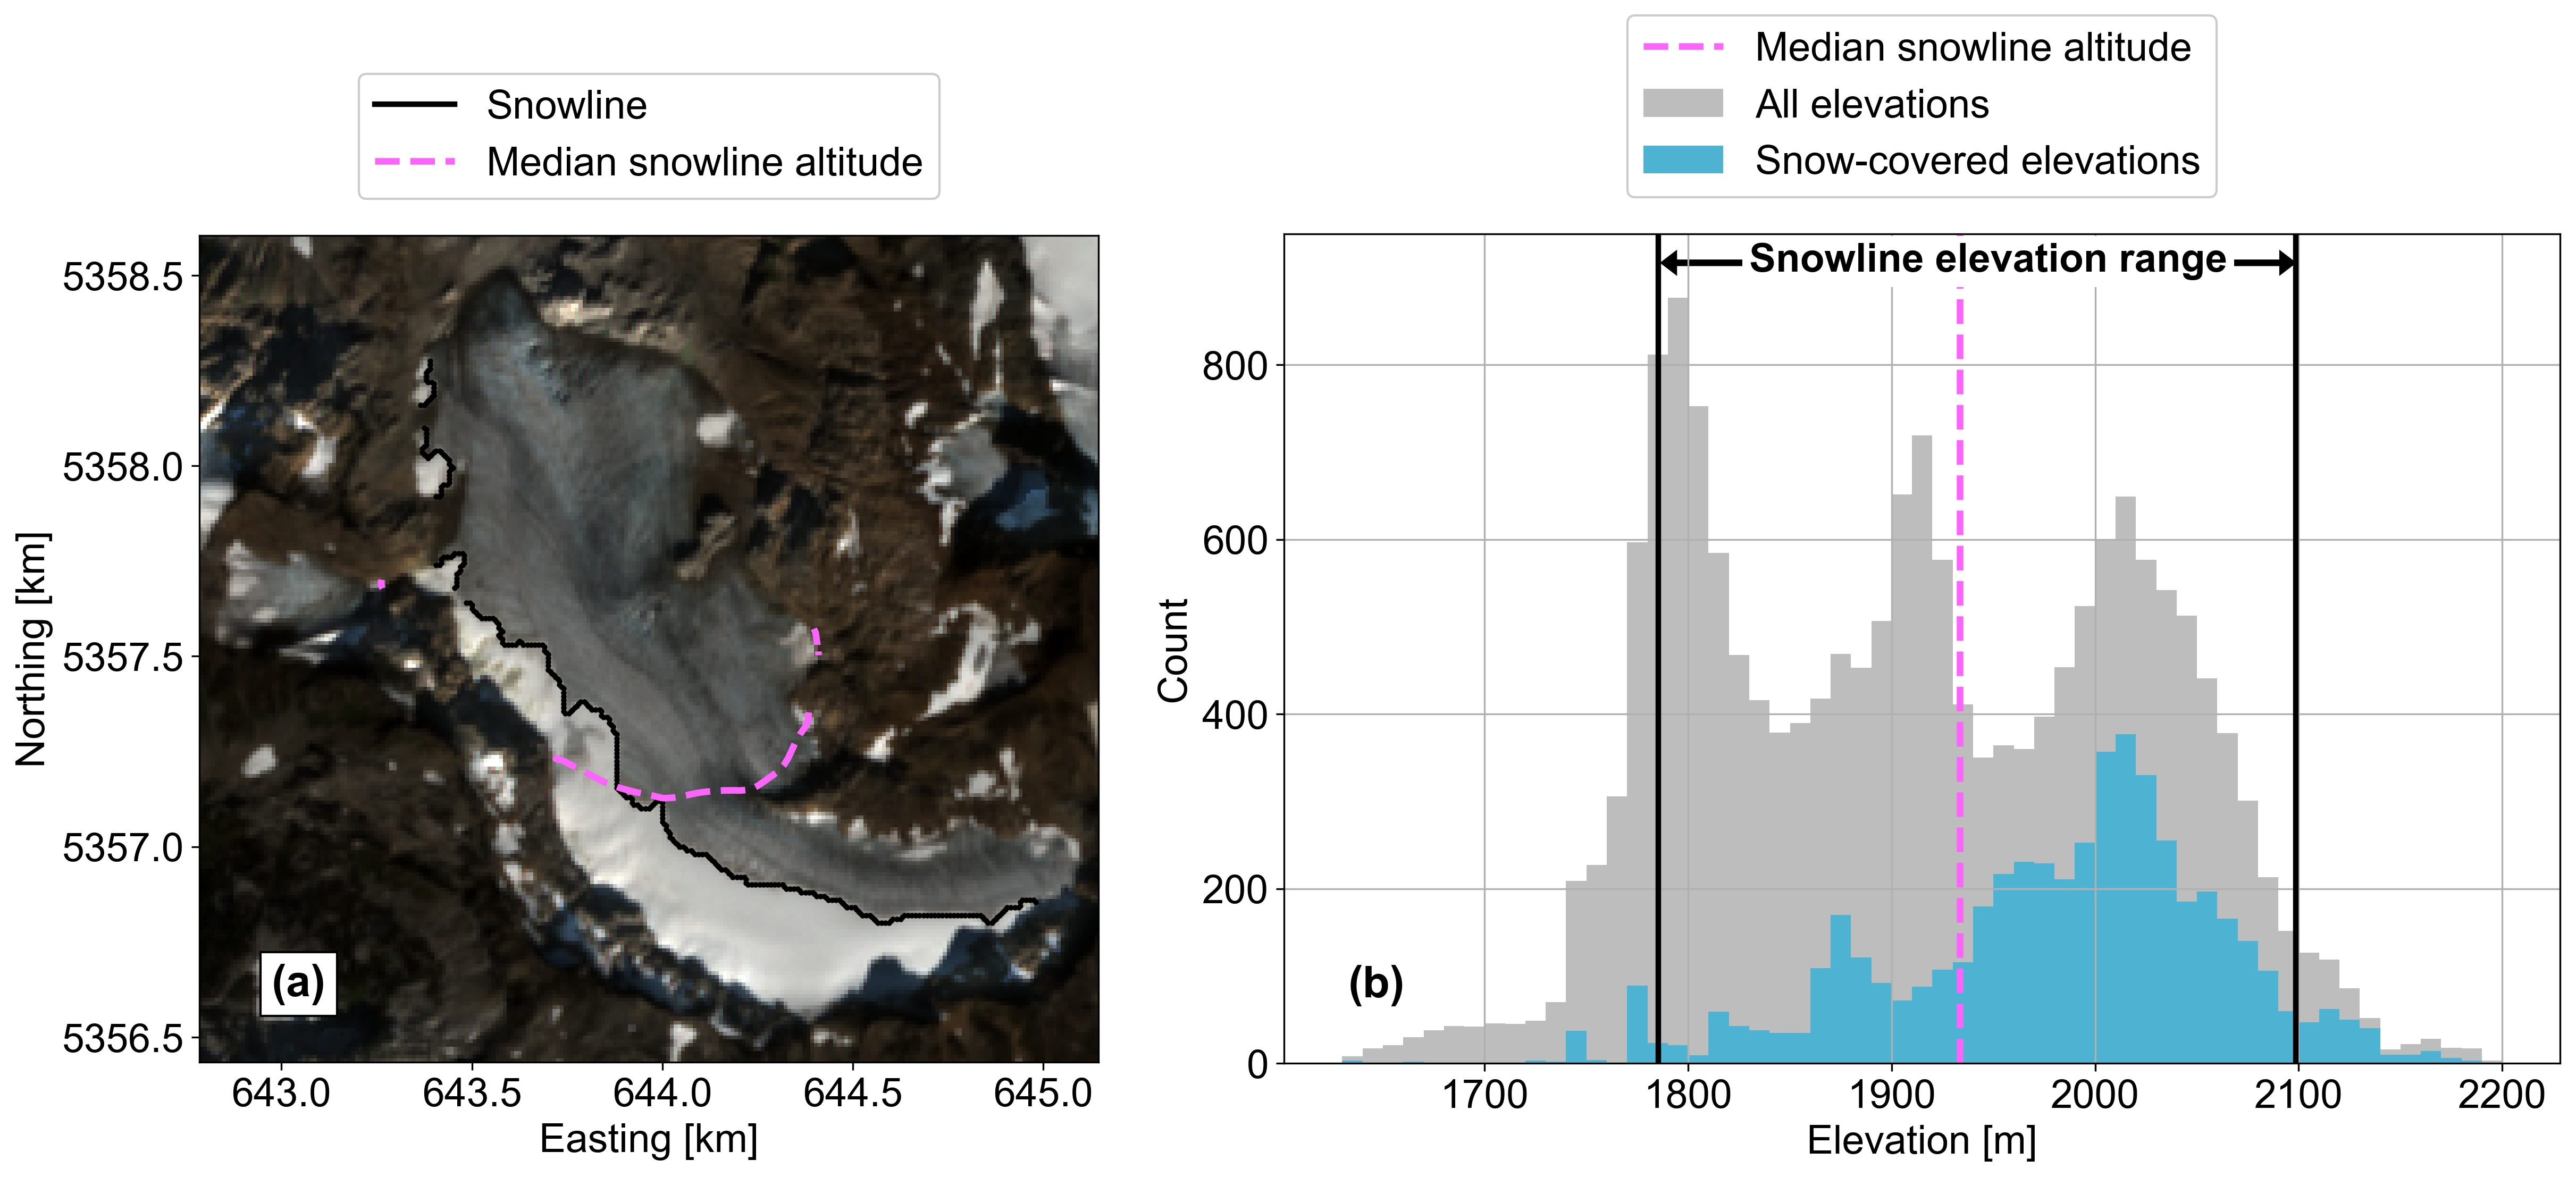 Snowline
Median snowline altitude
5358.5
5358.0
5357.5
5357.0
5356.5
Northing [km]
(a)
643.0 643.5 644.0 644.5 645.0
Easting [km]
Median snowline altitude
All elevations
Snow-covered elevations
Snowline elevation range
800
600
400
200
0
Count
(b)
1700 1800 1900 2000 2100 2200
Elevation [m]